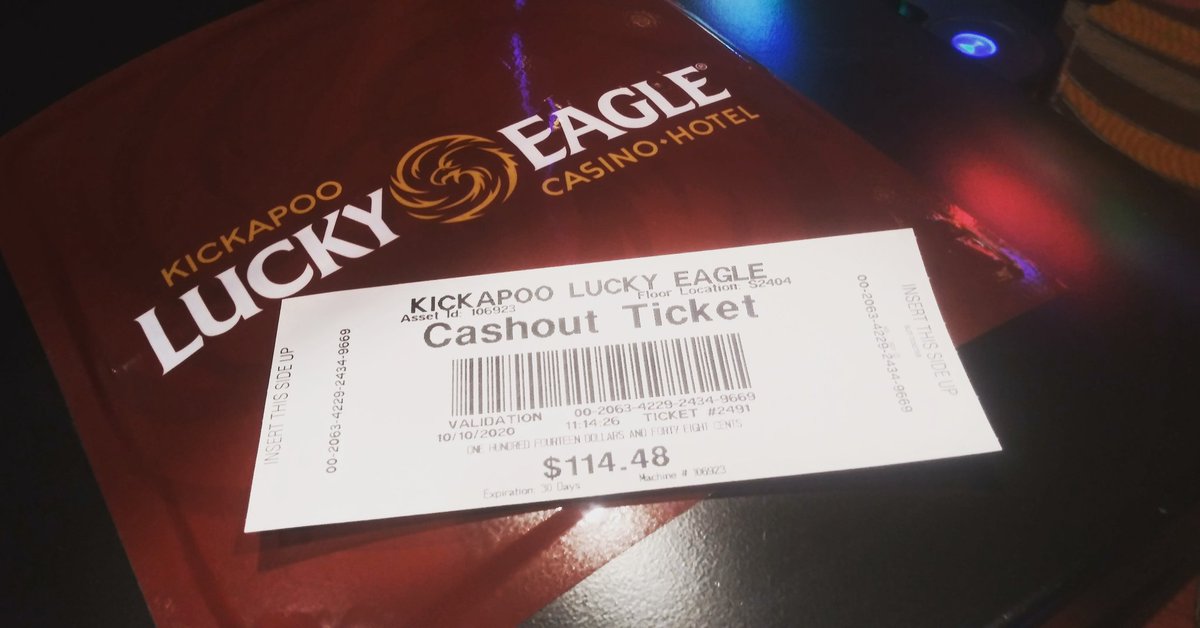 KICKAPOO
LUCKY EAGLE®
CASINO•HOTEL
KICKAPOO LUCKY EAGLE
Floor Location: S2404
Asset Id: 106923
Cashout Ticket
INSERT THIS SIDE UP
00-2063-4229-2434-9669
VALIDATION 00-2063-4229-2434-9669
10/10/2020 11:14:26 TICKET #2491
ONE HUNDRED FOURTEEN DOLLARS AND FORTY EIGHT CENTS
$114.48
Expiration: 30 Days Machine # 106923
00-2063-4229-2434-9669
INSERT THIS SIDE UP